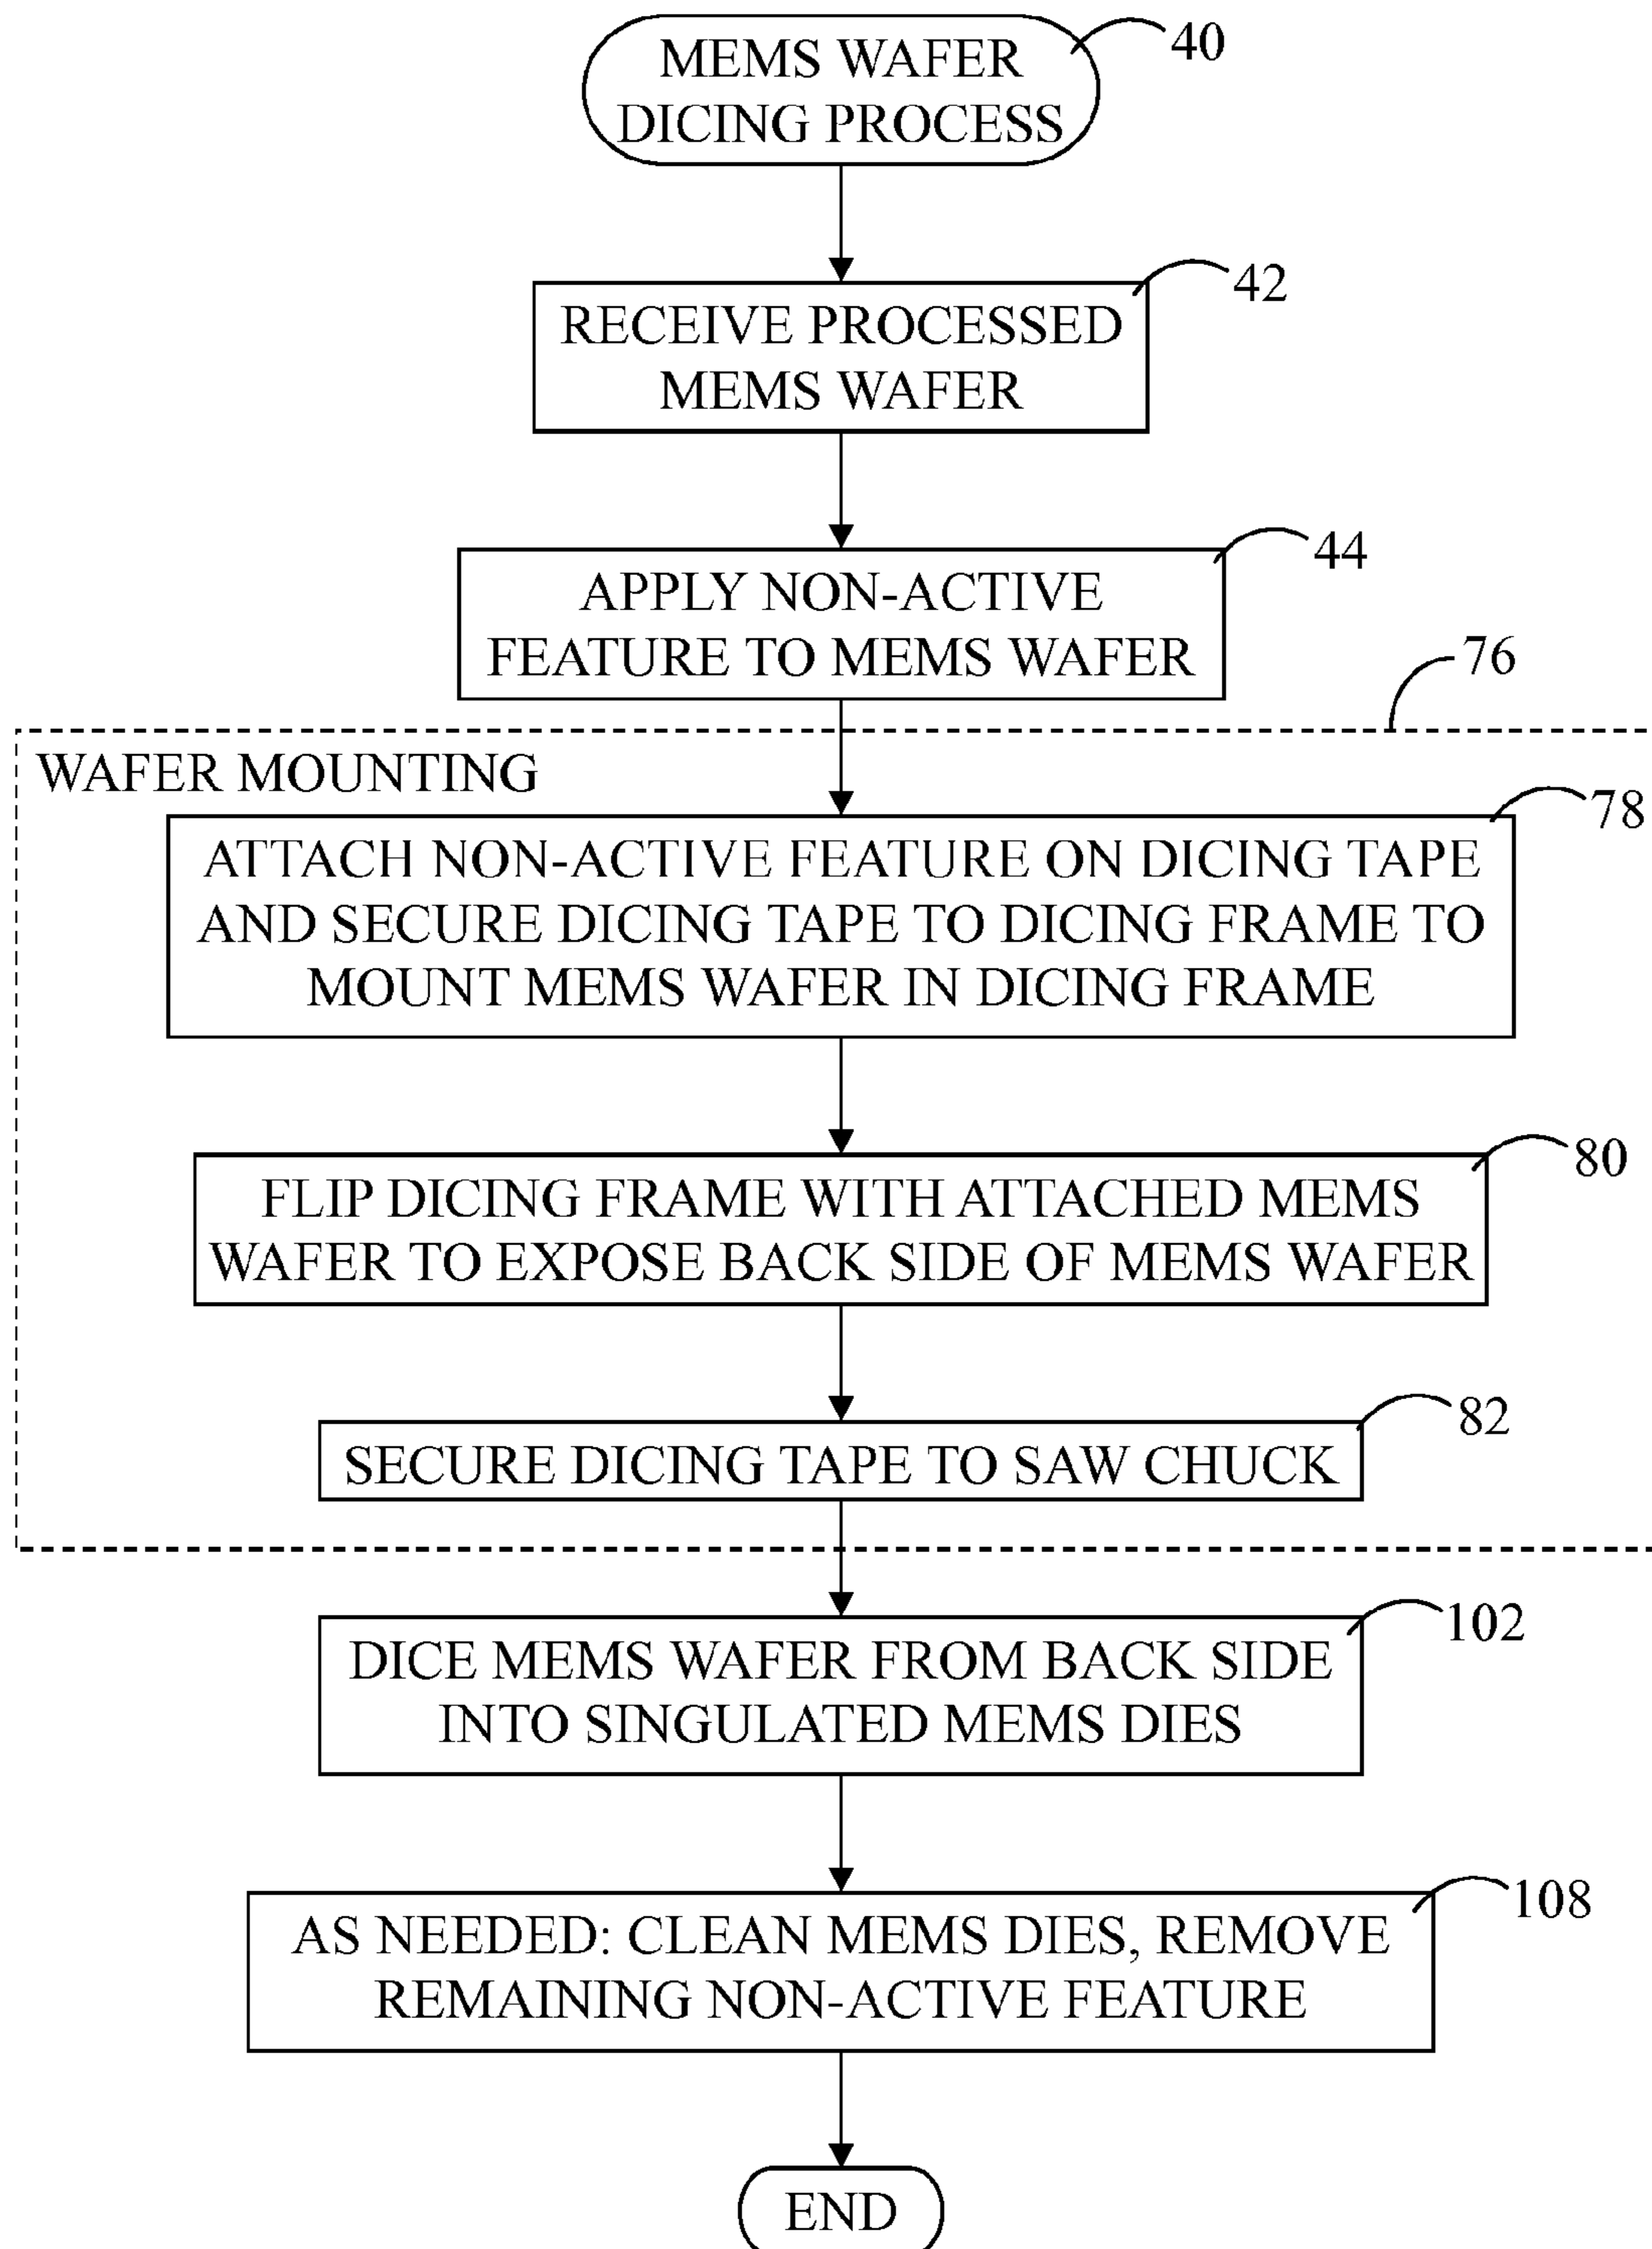 MEMS WAFER
DICING PROCESS
40
RECEIVE PROCESSED
MEMS WAFER
42
APPLY NON-ACTIVE
FEATURE TO MEMS WAFER
44
76
WAFER MOUNTING
ATTACH NON-ACTIVE FEATURE ON DICING TAPE
AND SECURE DICING TAPE TO DICING FRAME TO
MOUNT MEMS WAFER IN DICING FRAME
78
FLIP DICING FRAME WITH ATTACHED MEMS
WAFER TO EXPOSE BACK SIDE OF MEMS WAFER
80
SECURE DICING TAPE TO SAW CHUCK
82
DICE MEMS WAFER FROM BACK SIDE
INTO SINGULATED MEMS DIES
102
AS NEEDED: CLEAN MEMS DIES, REMOVE
REMAINING NON-ACTIVE FEATURE
108
END